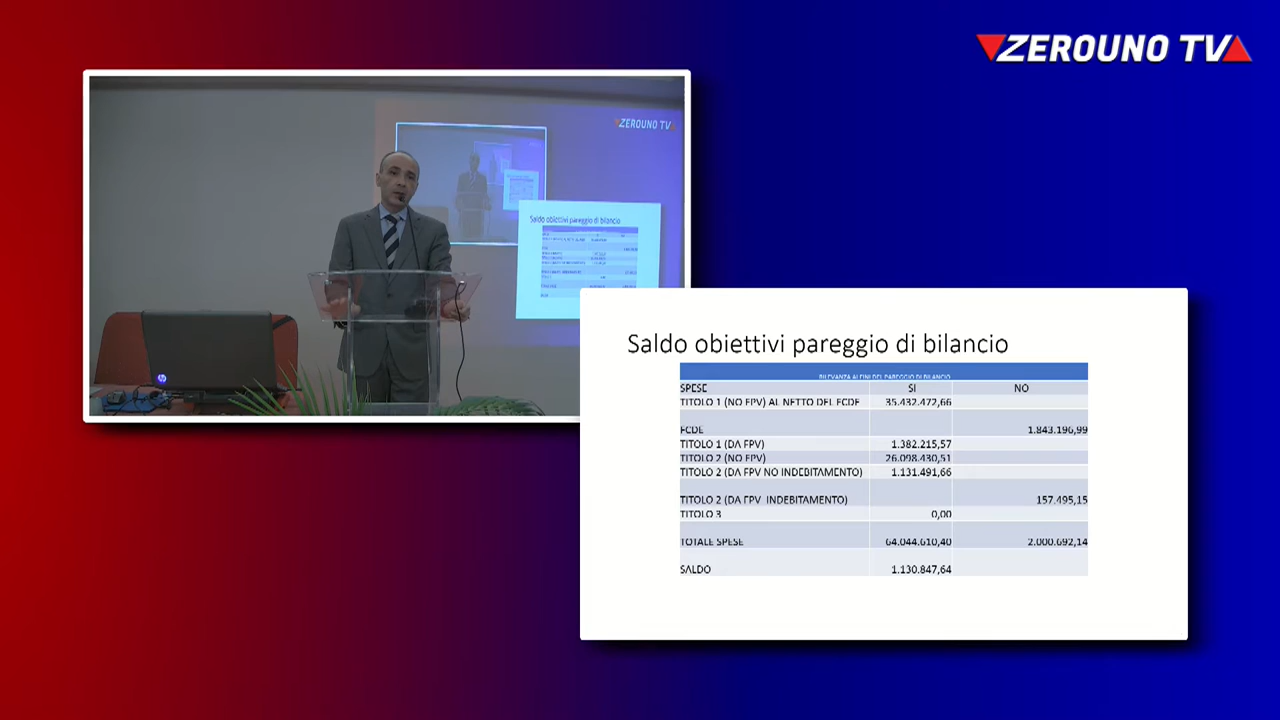 ZEROUNO TV
ZEROUNO TV
Saldo obiettivi pareggio di bilancio
Saldo obiettivi pareggio di bilancio
RILEVANZA AI FINI DEL PAREGGIO DI BILANCIO
SPESE SI NO
TITOLO 1 (NO FPV) AL NETTO DEL FCDE 35.432.472,66
FCDE 1.843.196,99
TITOLO 1 (DA FPV) 1.382.215,57
TITOLO 2 (NO FPV) 26.098.430,51
TITOLO 2 (DA FPV NO INDEBITAMENTO) 1.131.491,66
TITOLO 2 (DA FPV INDEBITAMENTO) 157.495,15
TITOLO 3 0,00
TOTALE SPESE 64.044.610,40 2.000.692,14
SALDO 1.130.847,64